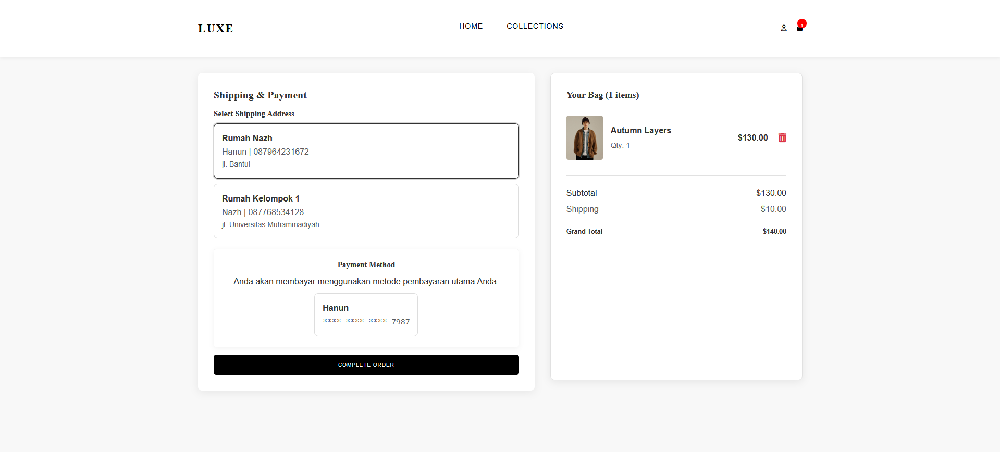 LUXE
HOME
COLLECTIONS
1
Shipping & Payment
Select Shipping Address
Rumah Nazh
Hanun | 087964231672
jl. Bantul
Rumah Kelompok 1
Nazh | 087768534128
jl. Universitas Muhammadiyah
Payment Method
Anda akan membayar menggunakan metode pembayaran utama Anda:
Hanun
**** **** **** 7987
COMPLETE ORDER
Your Bag (1 items)
Autumn Layers
Qty: 1
$130.00
Subtotal $130.00
Shipping $10.00
Grand Total $140.00